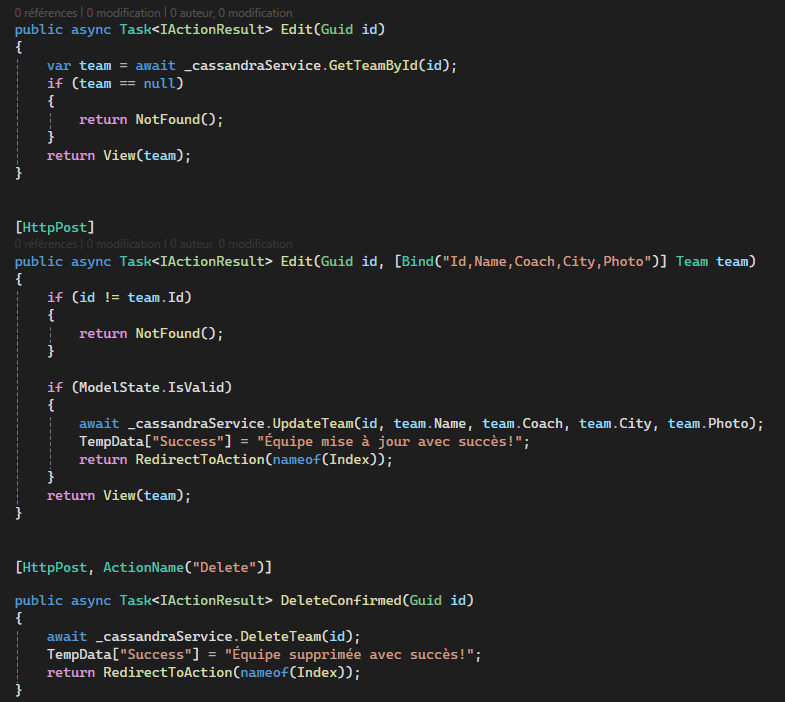 0 références | 0 modification | 0 auteur, 0 modification
public async Task<IActionResult> Edit(Guid id)
{
var team = await _cassandraService.GetTeamById(id);
if (team == null)
{
return NotFound();
}
return View(team);
}
[HttpPost]
0 références | 0 modification | 0 auteur, 0 modification
public async Task<IActionResult> Edit(Guid id, [Bind("Id,Name,Coach,City,Photo")] Team team)
{
if (id != team.Id)
{
return NotFound();
}
if (ModelState.IsValid)
{
await _cassandraService.UpdateTeam(id, team.Name, team.Coach, team.City, team.Photo);
TempData["Success"] = "Équipe mise à jour avec succès!";
return RedirectToAction(nameof(Index));
}
return View(team);
}
[HttpPost, ActionName("Delete")]
public async Task<IActionResult> DeleteConfirmed(Guid id)
{
await _cassandraService.DeleteTeam(id);
TempData["Success"] = "Équipe supprimée avec succès!";
return RedirectToAction(nameof(Index));
}